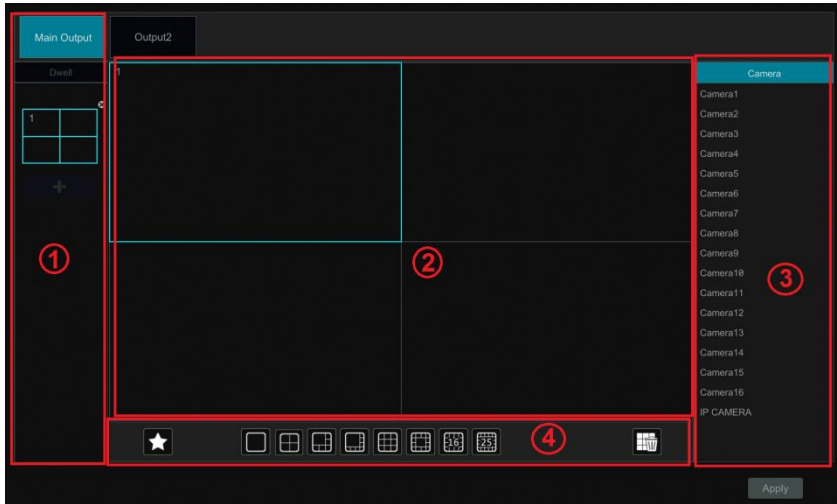 Main Output
Output2
Dwell
1
1
Camera
Camera1
Camera2
Camera3
Camera4
Camera5
Camera6
Camera7
Camera8
Camera9
Camera10
Camera11
Camera12
Camera13
Camera14
Camera15
Camera16
IP CAMERA
1
2
3
16
25
4
Apply